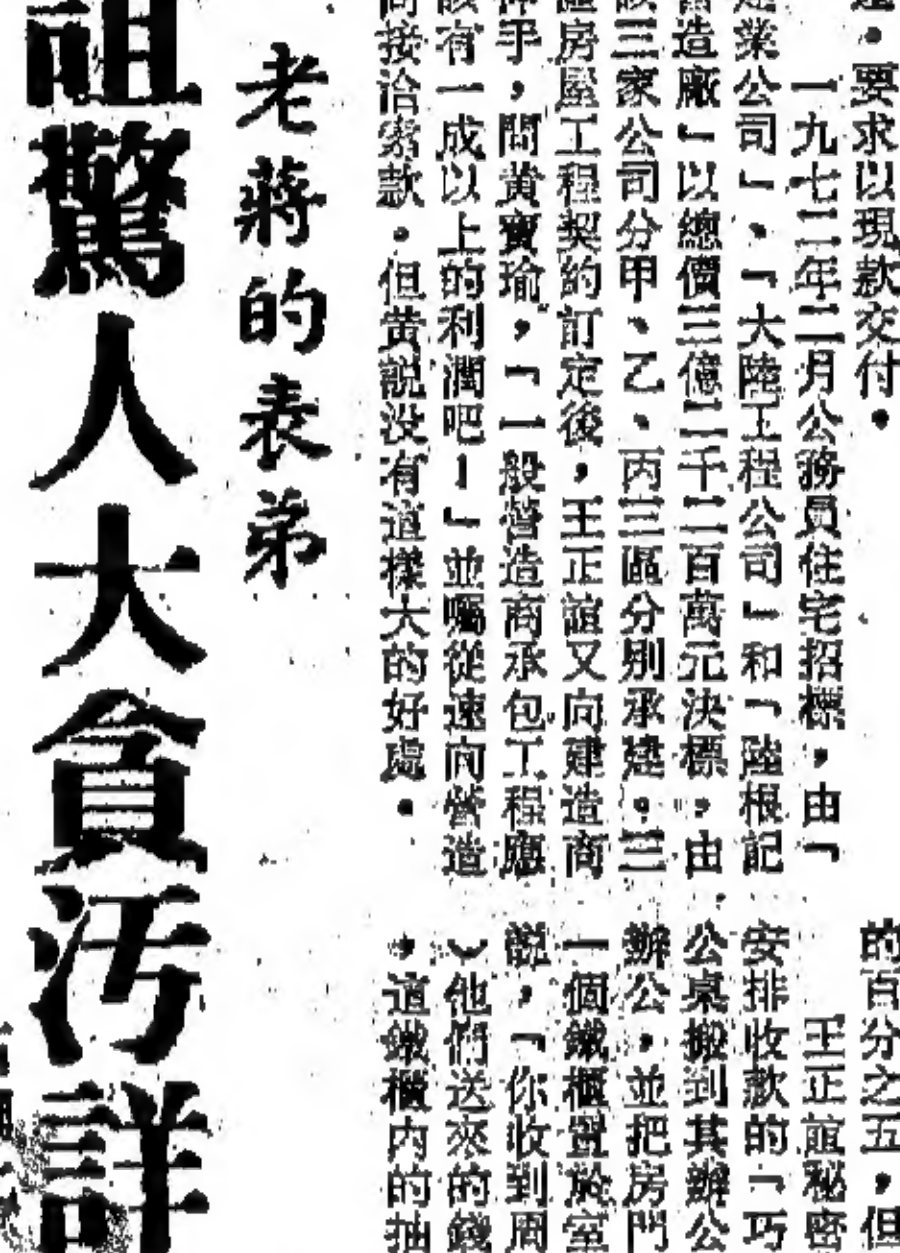 要求以現款交付。
一九七二年二月公務員住宅招標，由「
業公司」、「大陸工程公司」和「陸根記
造廠」以總價三億二千二百萬元決標，由
三家公司分甲、乙、丙三區分別承建。三
房屋工程契約訂定後，王正誼又向建造商
手，問黃寶瑜，「一般營造商承包工程應
該有一成以上的利潤吧！」並囑從速向營造
商接洽索款。但黃說没有這樣大的好處。
的百分之五，但
王正誼秘密
安排收款的「巧
公桌搬到其辦公
辦公，並把房門
一個鐵櫃置於室
說，「你收到周
）他們送來的錢
，這鐵櫃內的抽
老蔣的表弟
驚人大貪污詳